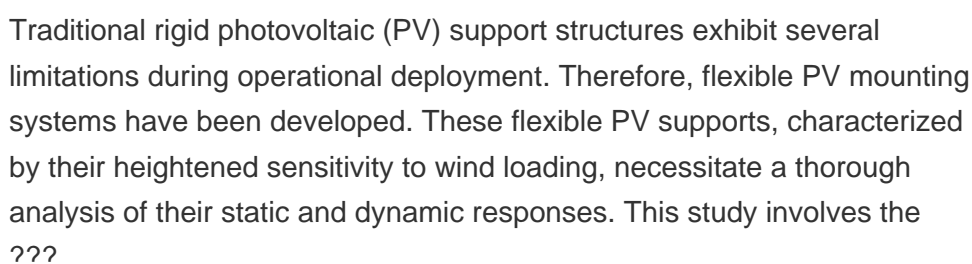 Traditional rigid photovoltaic (PV) support structures exhibit several
limitations during operational deployment. Therefore, flexible PV mounting
systems have been developed. These flexible PV supports, characterized
by their heightened sensitivity to wind loading, necessitate a thorough
analysis of their static and dynamic responses. This study involves the
???